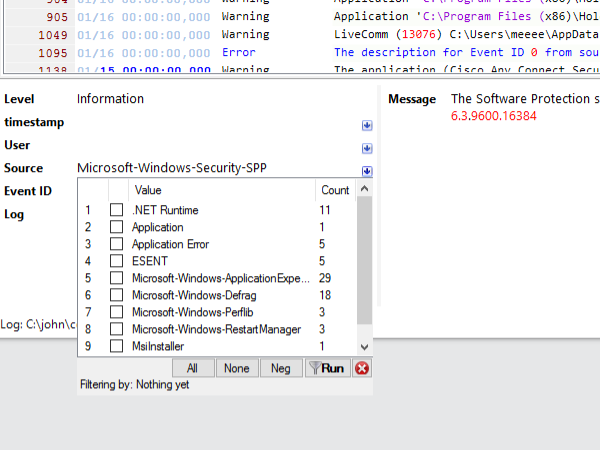 904 01/16 00:00:00,000 Warning Application 'C:\Program Files (x86)\Hol
905 01/16 00:00:00,000 Warning Application 'C:\Program Files (x86)\Hol
1049 01/16 00:00:00,000 Warning LiveComm (13076) C:\Users\meeee\AppData
1095 01/16 00:00:00,000 Error The description for Event ID 0 from sou
1138 01/15 00:00:00,000 Warning The application (Cisco Any Connect Secu
Level Information
timestamp
User
Source Microsoft-Windows-Security-SPP
Event ID
Log
Message The Software Protection s
6.3.9600.16384
Value Count
1 .NET Runtime 11
2 Application 1
3 Application Error 5
4 ESENT 5
5 Microsoft-Windows-ApplicationExpe... 29
6 Microsoft-Windows-Defrag 18
7 Microsoft-Windows-Perflib 3
8 Microsoft-Windows-RestartManager 3
9 MsiInstaller 1
All None Neg Run
Filtering by: Nothing yet
Log: C:\john\c